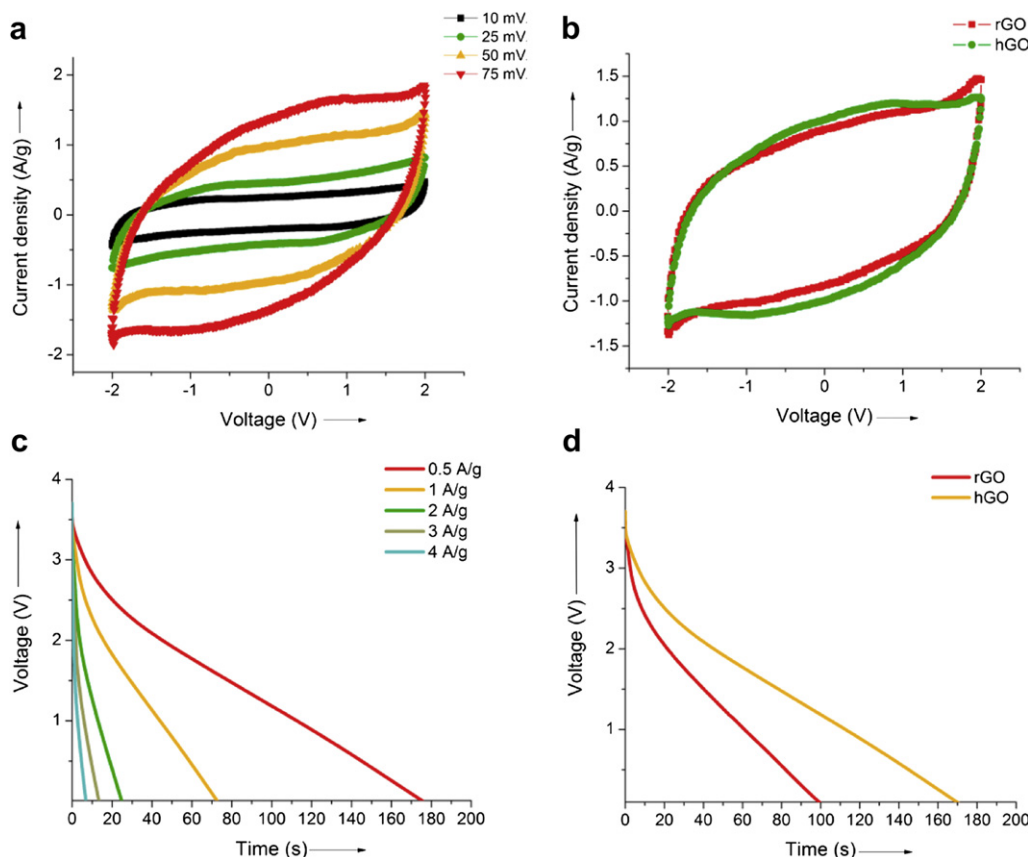 a
10 mV.
25 mV.
50 mV.
75 mV.
Current density (A/g)
2
1
0
-1
-2
-2 -1 0 1 2
Voltage (V)
b
rGO
hGO
Current density (A/g)
1.5
1.0
0.5
0.0
-0.5
-1.0
-1.5
-2 -1 0 1 2
Voltage (V)
c
0.5 A/g
1 A/g
2 A/g
3 A/g
4 A/g
Voltage (V)
4
3
2
1
0 20 40 60 80 100 120 140 160 180 200
Time (s)
d
rGO
hGO
Voltage (V)
4
3
2
1
0 20 40 60 80 100 120 140 160 180 200
Time (s)